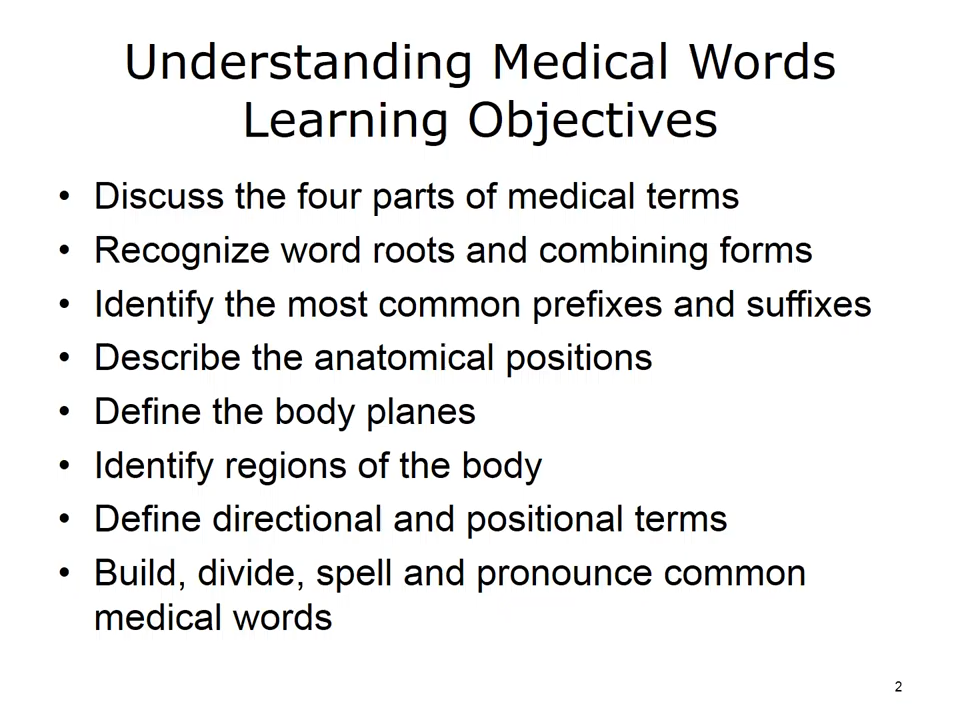 Understanding Medical Words
Learning Objectives
• Discuss the four parts of medical terms
• Recognize word roots and combining forms
• Identify the most common prefixes and suffixes
• Describe the anatomical positions
• Define the body planes
• Identify regions of the body
• Define directional and positional terms
• Build, divide, spell and pronounce common
medical words
2